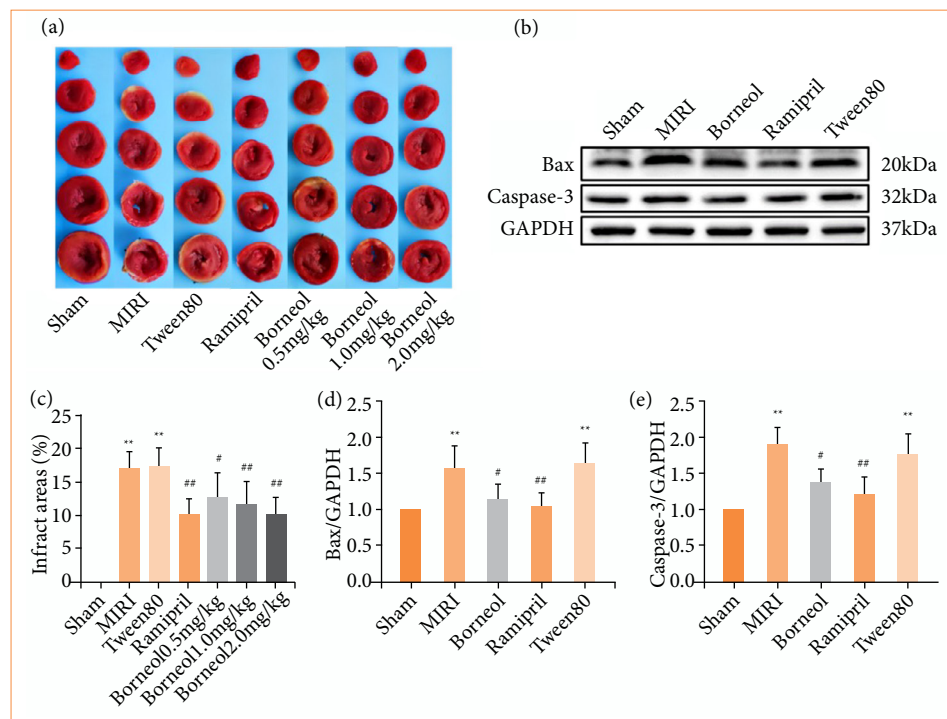 (a)
Sham
MIRI
Tween80
Ramipril
Borneol
0.5mg/kg
Borneol
1.0mg/kg
Borneol
2.0mg/kg
(b)
Sham
MIRI
Borneol
Ramipril
Tween80
Bax
20kDa
Caspase-3
32kDa
GAPDH
37kDa
(c)
Infract areas (%)
25
20
15
10
5
0
**
**
##
#
##
##
Sham
MIRI
Tween80
Ramipril
Borneol0.5mg/kg
Borneol1.0mg/kg
Borneol2.0mg/kg
(d)
Bax/GAPDH
2.5
2.0
1.5
1.0
0.5
0.0
**
#
##
**
Sham
MIRI
Borneol
Ramipril
Tween80
(e)
Caspase-3/GAPDH
2.5
2.0
1.5
1.0
0.5
0.0
**
#
##
**
Sham
MIRI
Borneol
Ramipril
Tween80